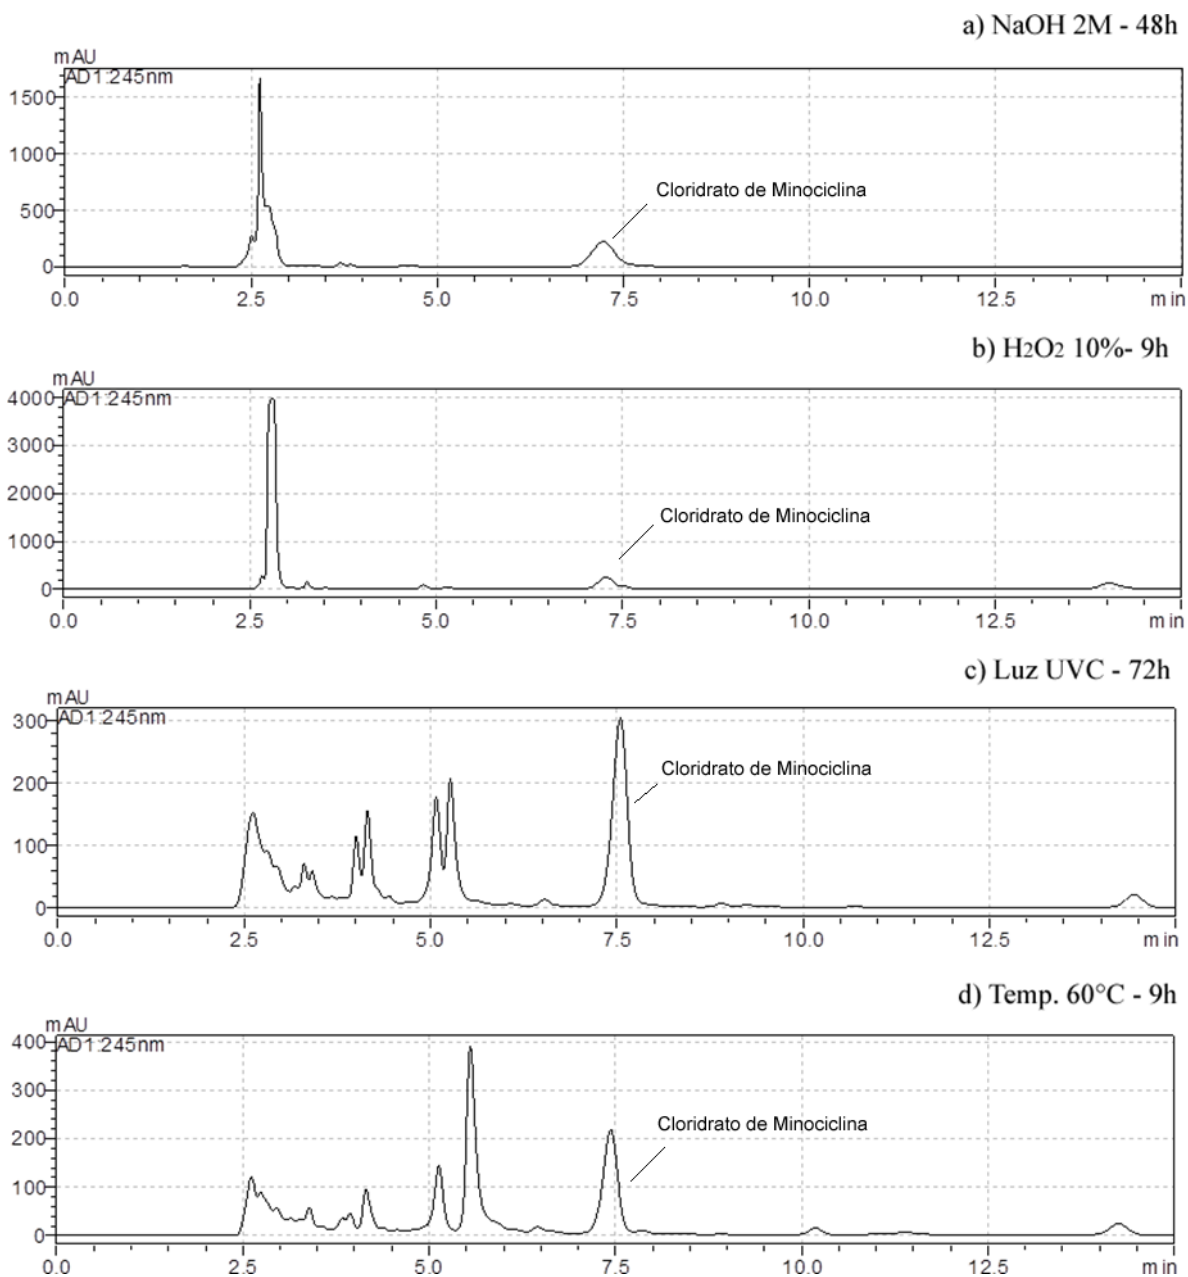 a) NaOH 2M - 48h
mAU
AD1:245nm
1500
1000
500
0
Cloridrato de Minociclina
0.0 2.5 5.0 7.5 10.0 12.5 min
b) H2O2 10%- 9h
mAU
4000
AD1:245nm
3000
2000
1000
0
Cloridrato de Minociclina
0.0 2.5 5.0 7.5 10.0 12.5 min
c) Luz UVC - 72h
mAU
300
AD1:245nm
200
100
0
Cloridrato de Minociclina
0.0 2.5 5.0 7.5 10.0 12.5 min
d) Temp. 60°C - 9h
mAU
400
AD1:245nm
300
200
100
0
Cloridrato de Minociclina
0.0 2.5 5.0 7.5 10.0 12.5 min